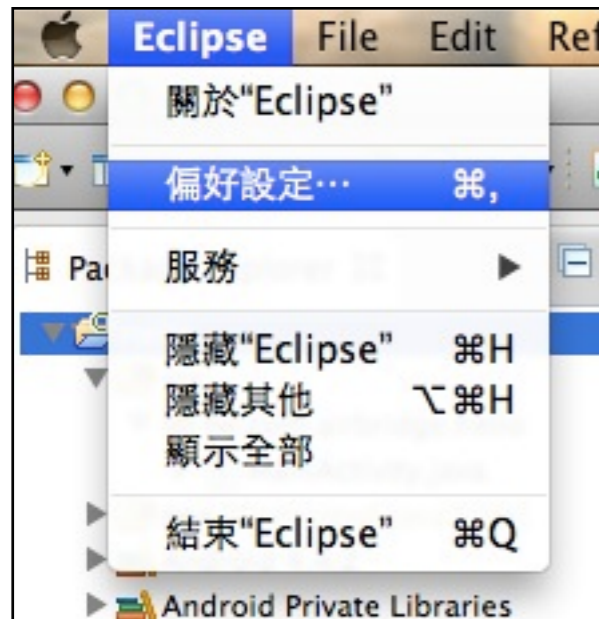 Eclipse File Edit Ref
關於“Eclipse”
偏好設定… ⌘,
Pa
服務 ▶
隱藏“Eclipse” ⌘H
隱藏其他 ⌥⌘H
顯示全部
結束“Eclipse” ⌘Q
Android Private Libraries